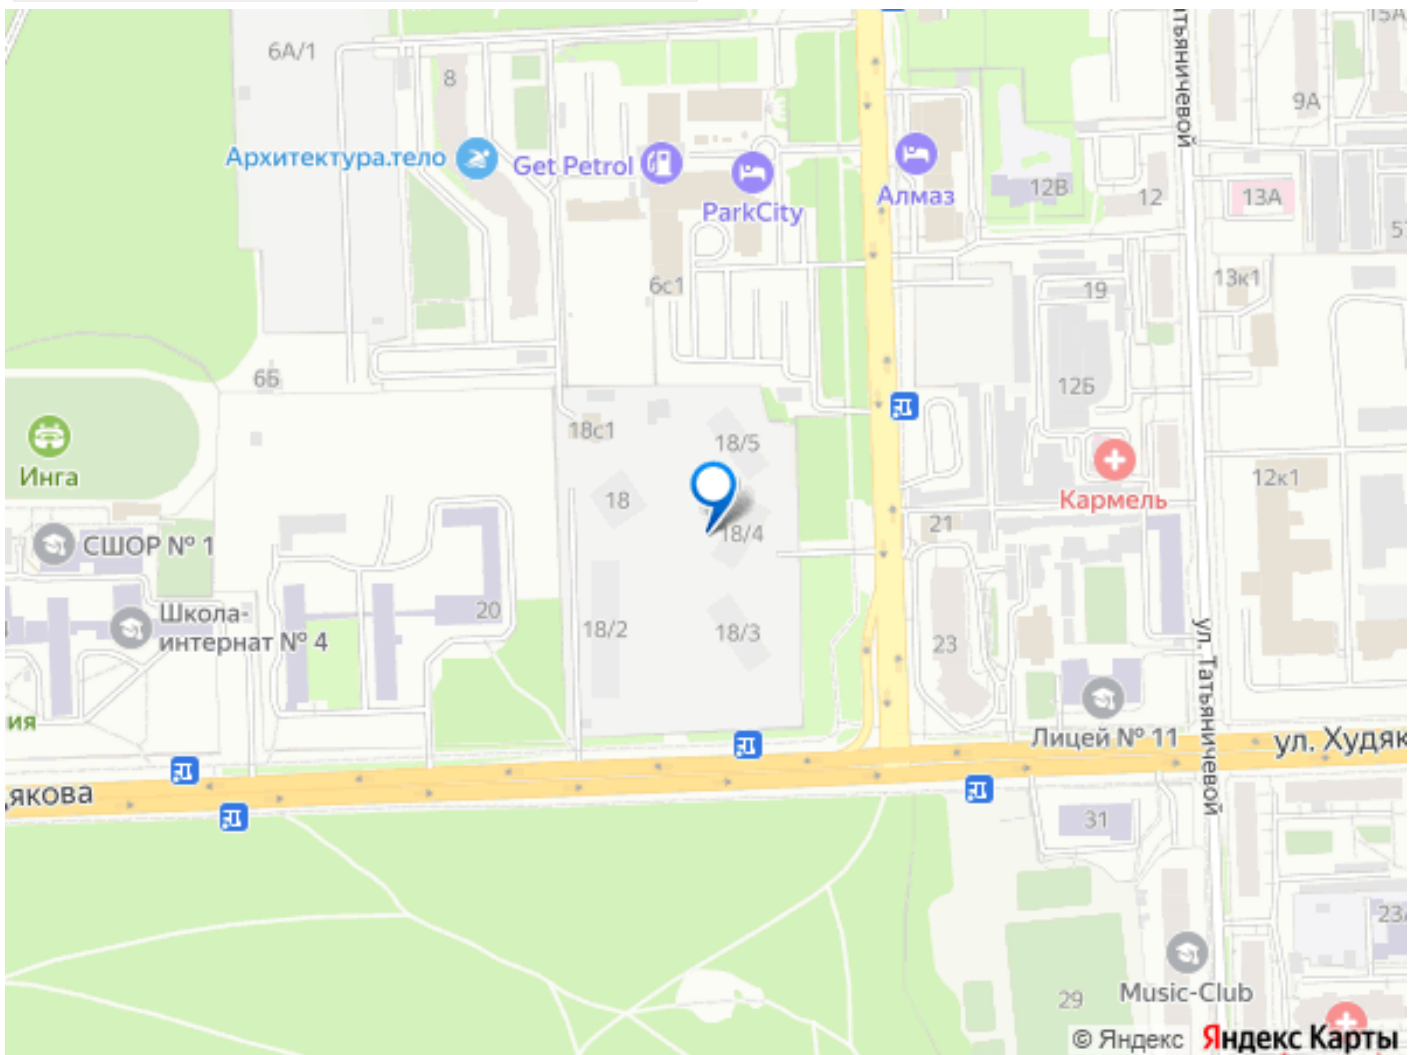 6А/1
8
Архитектура.тело
Get Petrol
ParkCity
Алмаз
12В
12
13А
9А
15А
тьяничевой
6с1
19
13к1
12Б
6Б
Инга
18с1
18/5
18
18/4
Кармель
12к1
21
СШОР № 1
Школа-
интернат № 4
20
18/2
18/3
23
ул. Татьяничевой
Лицей № 11
ул. Худяк
ия
якова
31
23
Music-Club
29
© Яндекс
Яндекс Карты